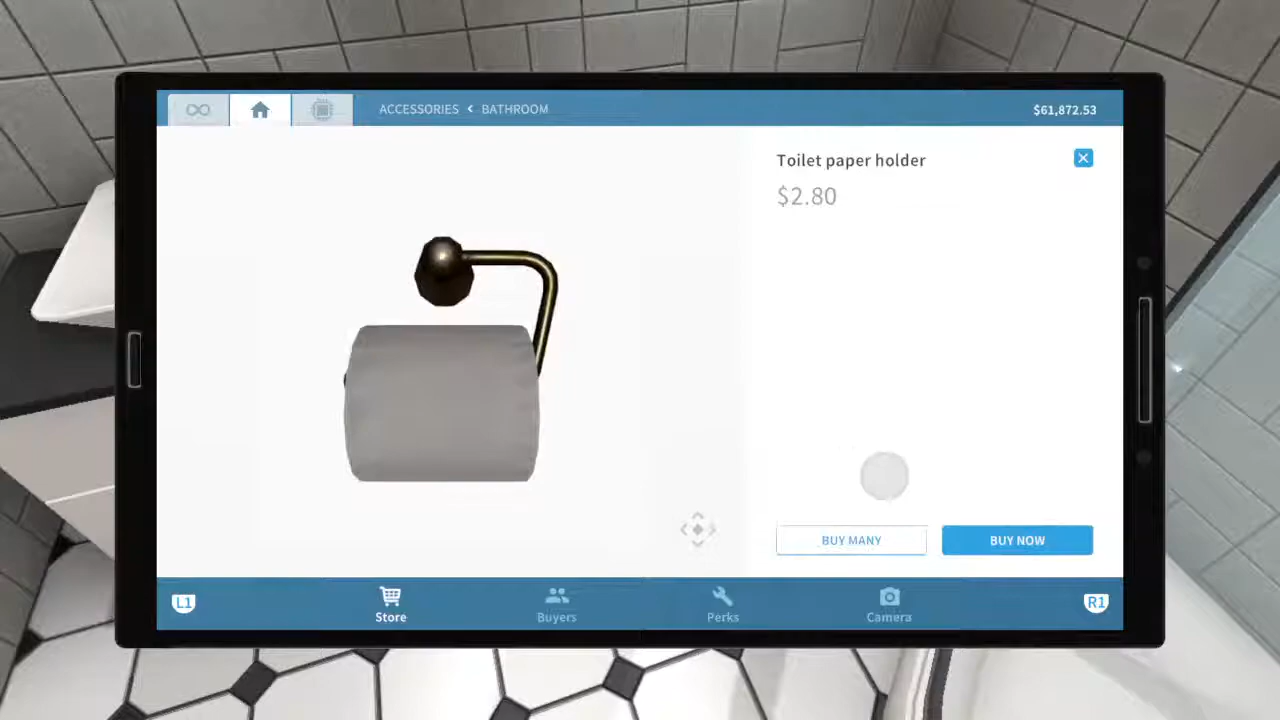 ACCESSORIES < BATHROOM
$61,872.53
Toilet paper holder
$2.80
BUY MANY
BUY NOW
L1
Store
Buyers
Perks
Camera
R1